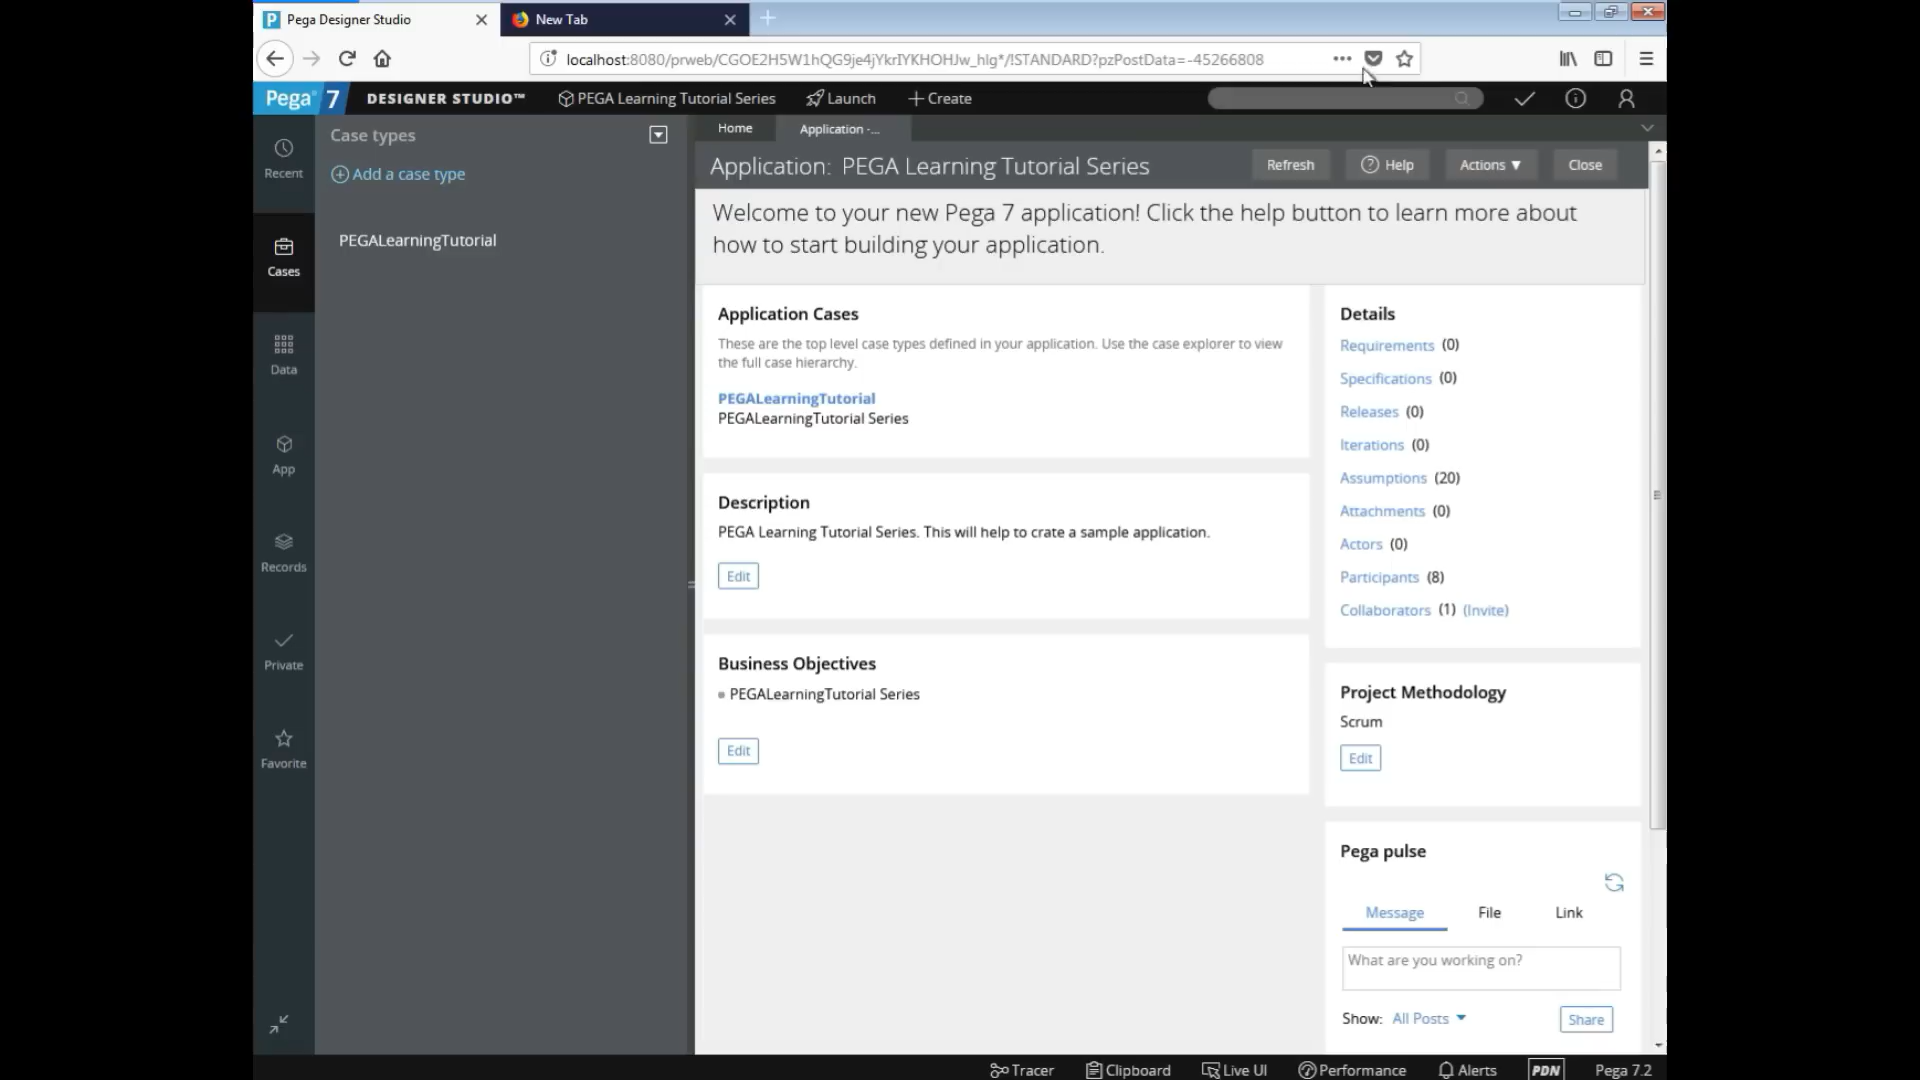 Pega Designer Studio
New Tab
localhost:8080/prweb/CGOE2H5W1hQG9je4jYkrIYKHOHJw_hlg*/!STANDARD?pzPostData=-45266808
Pega 7 DESIGNER STUDIO™ PEGA Learning Tutorial Series Launch Create
Recent
Cases
Data
App
Records
Private
Favorite
Case types
Add a case type
PEGALearningTutorial
Home Application -...
Application: PEGA Learning Tutorial Series Refresh Help Actions Close
Welcome to your new Pega 7 application! Click the help button to learn more about
how to start building your application.
Application Cases
These are the top level case types defined in your application. Use the case explorer to view
the full case hierarchy.
PEGALearningTutorial
PEGALearningTutorial Series
Description
PEGA Learning Tutorial Series. This will help to crate a sample application.
Edit
Business Objectives
PEGALearningTutorial Series
Edit
Details
Requirements (0)
Specifications (0)
Releases (0)
Iterations (0)
Assumptions (20)
Attachments (0)
Actors (0)
Participants (8)
Collaborators (1) (Invite)
Project Methodology
Scrum
Edit
Pega pulse
Message File Link
What are you working on?
Show: All Posts Share
Tracer Clipboard Live UI Performance Alerts PDN Pega 7.2